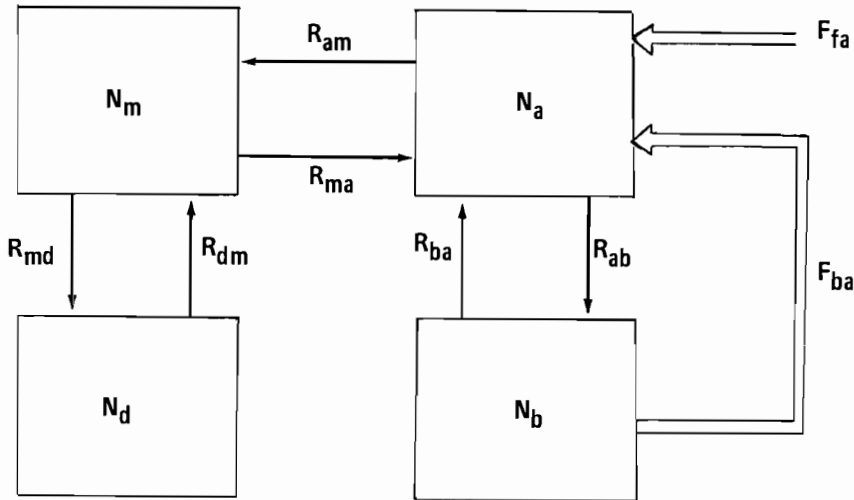 R_am
F_fa
N_m
N_a
R_ma
R_md
R_dm
R_ba
R_ab
F_ba
N_d
N_b